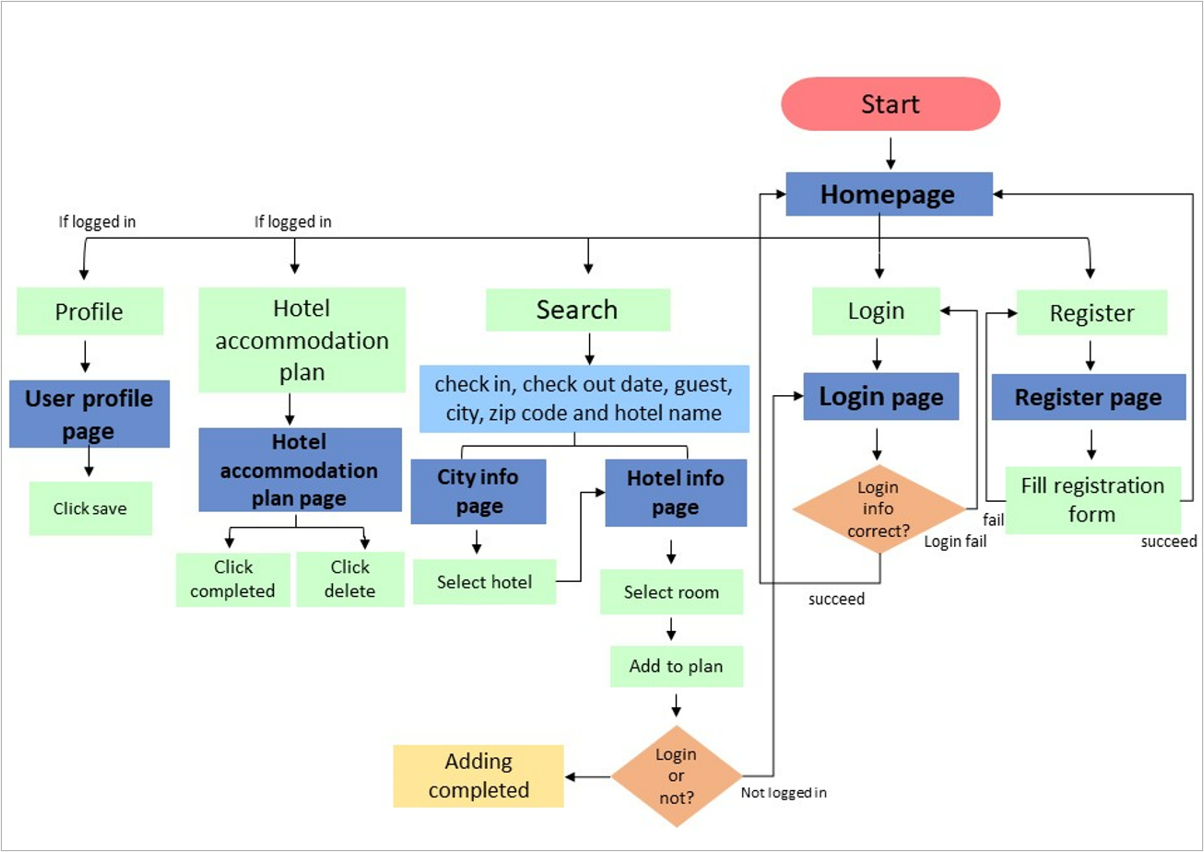 Start
Homepage
If logged in
If logged in
Profile
Hotel
accommodation
plan
Search
Login
Register
User profile
page
Hotel
accommodation
plan page
check in, check out date, guest,
city, zip code and hotel name
Login page
Register page
Click save
Click
completed
Click
delete
City info
page
Hotel info
page
Select hotel
Select room
Add to plan
Login
or
not?
Adding
completed
Not logged in
Login
info
correct?
Login fail
succeed
Fill registration
form
fail
succeed